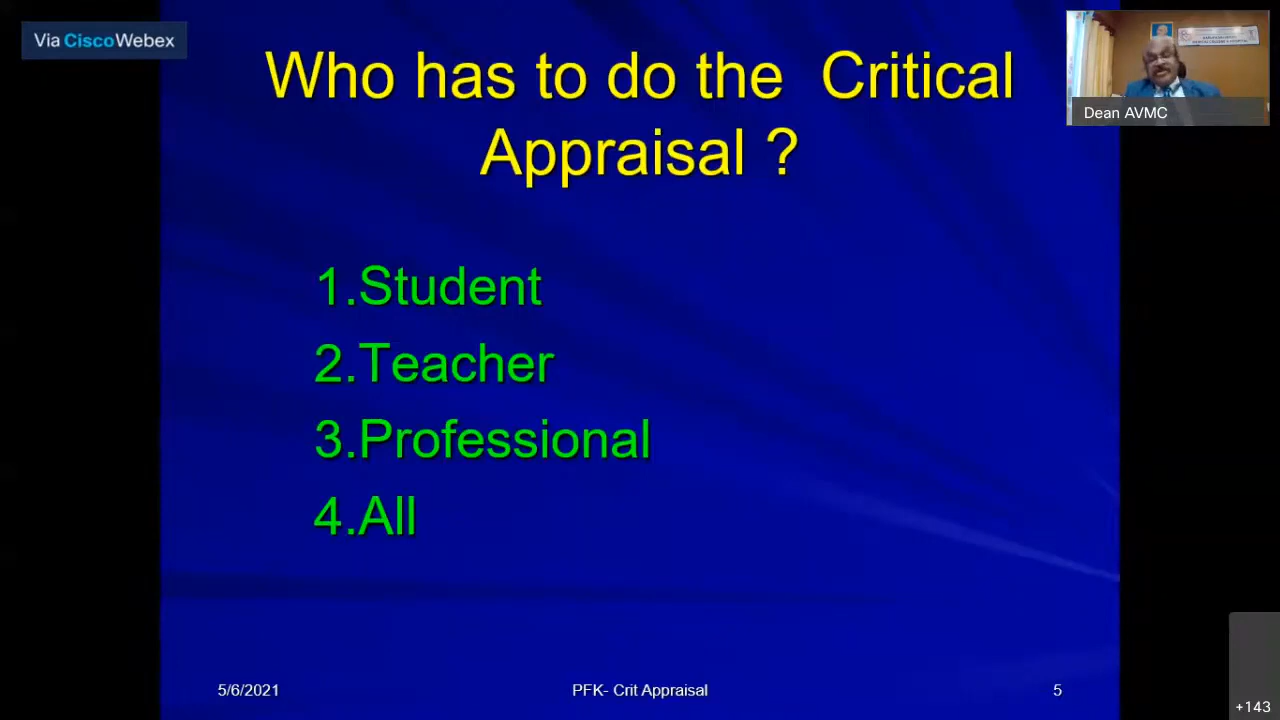 Via Cisco Webex
Who has to do the Critical
Appraisal ?
Dean AVMC
1.Student
2.Teacher
3.Professional
4.All
5/6/2021
PFK- Crit Appraisal
5
+143